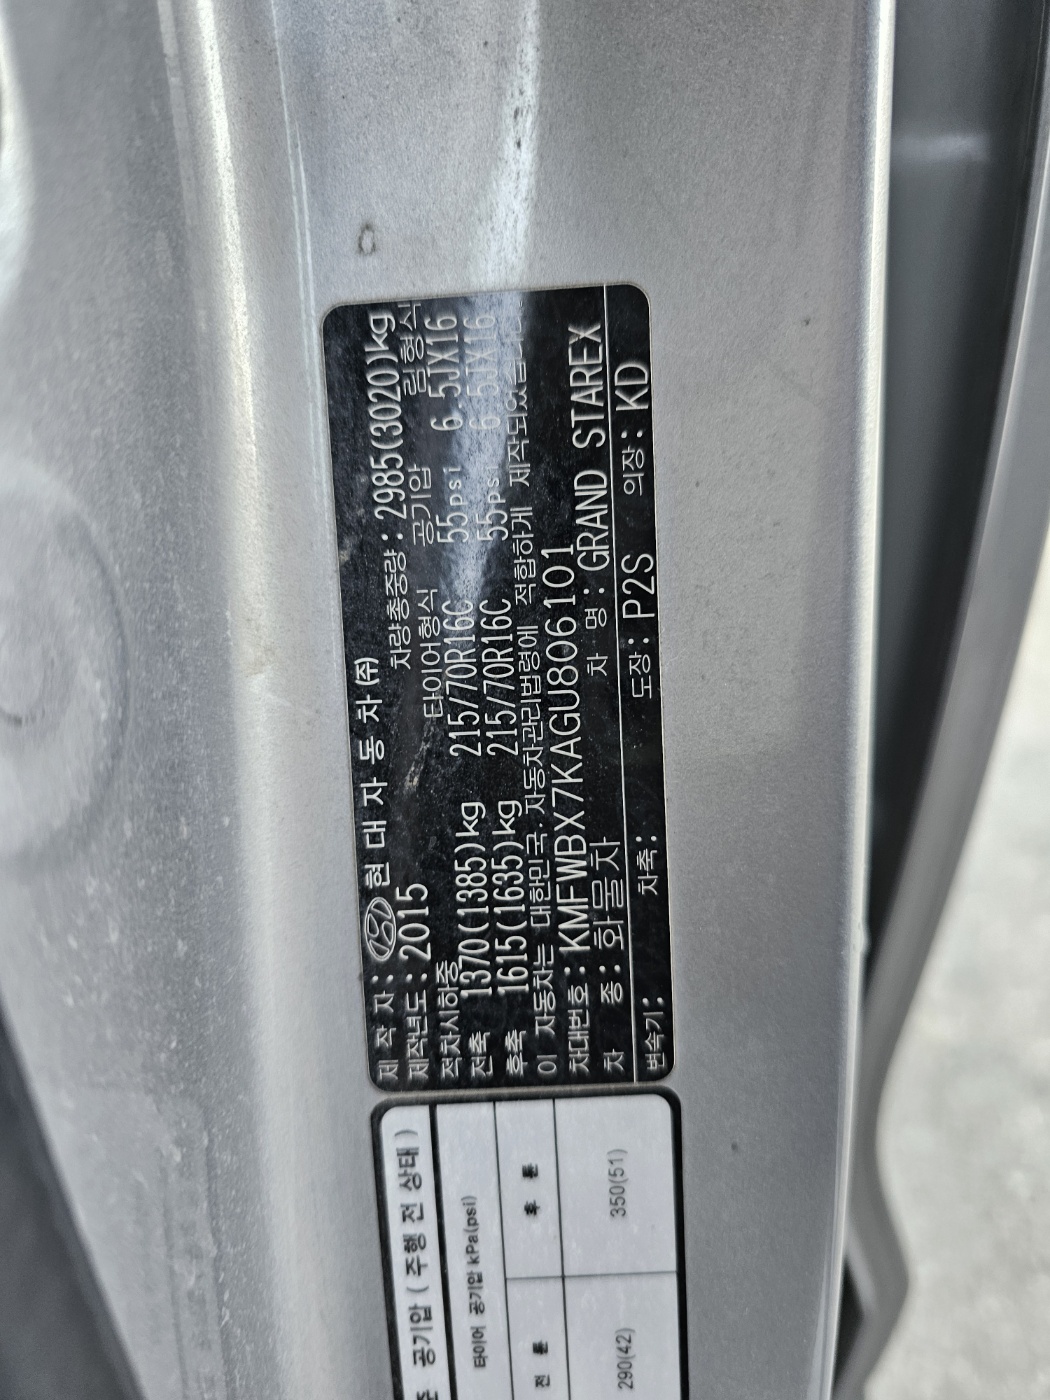 제 작 자 : 현 대 자 동 차 (주)
제작년도 : 2015 차량총중량 : 2985(3020)kg
적차시하중 타이어형식 공기압 림형식
전축 1370(1385)kg 215/70R16C 55psi 6.5JX16
후축 1615(1635)kg 215/70R16C 55psi 6.5JX16
이 자동차는 대한민국 자동차관리법령에 적합하게 제작되었
차대번호 : KMFWBX7KAGU806101
차 종 : 화물차 차 명 : GRAND STAREX
변속기 : 차축 : 도장 : P2S 의장 : KD
공기압 ( 주행 전 상태 )
타이어 공기압 kPa(psi)
전 륜 후 륜
290(42) 350(51)